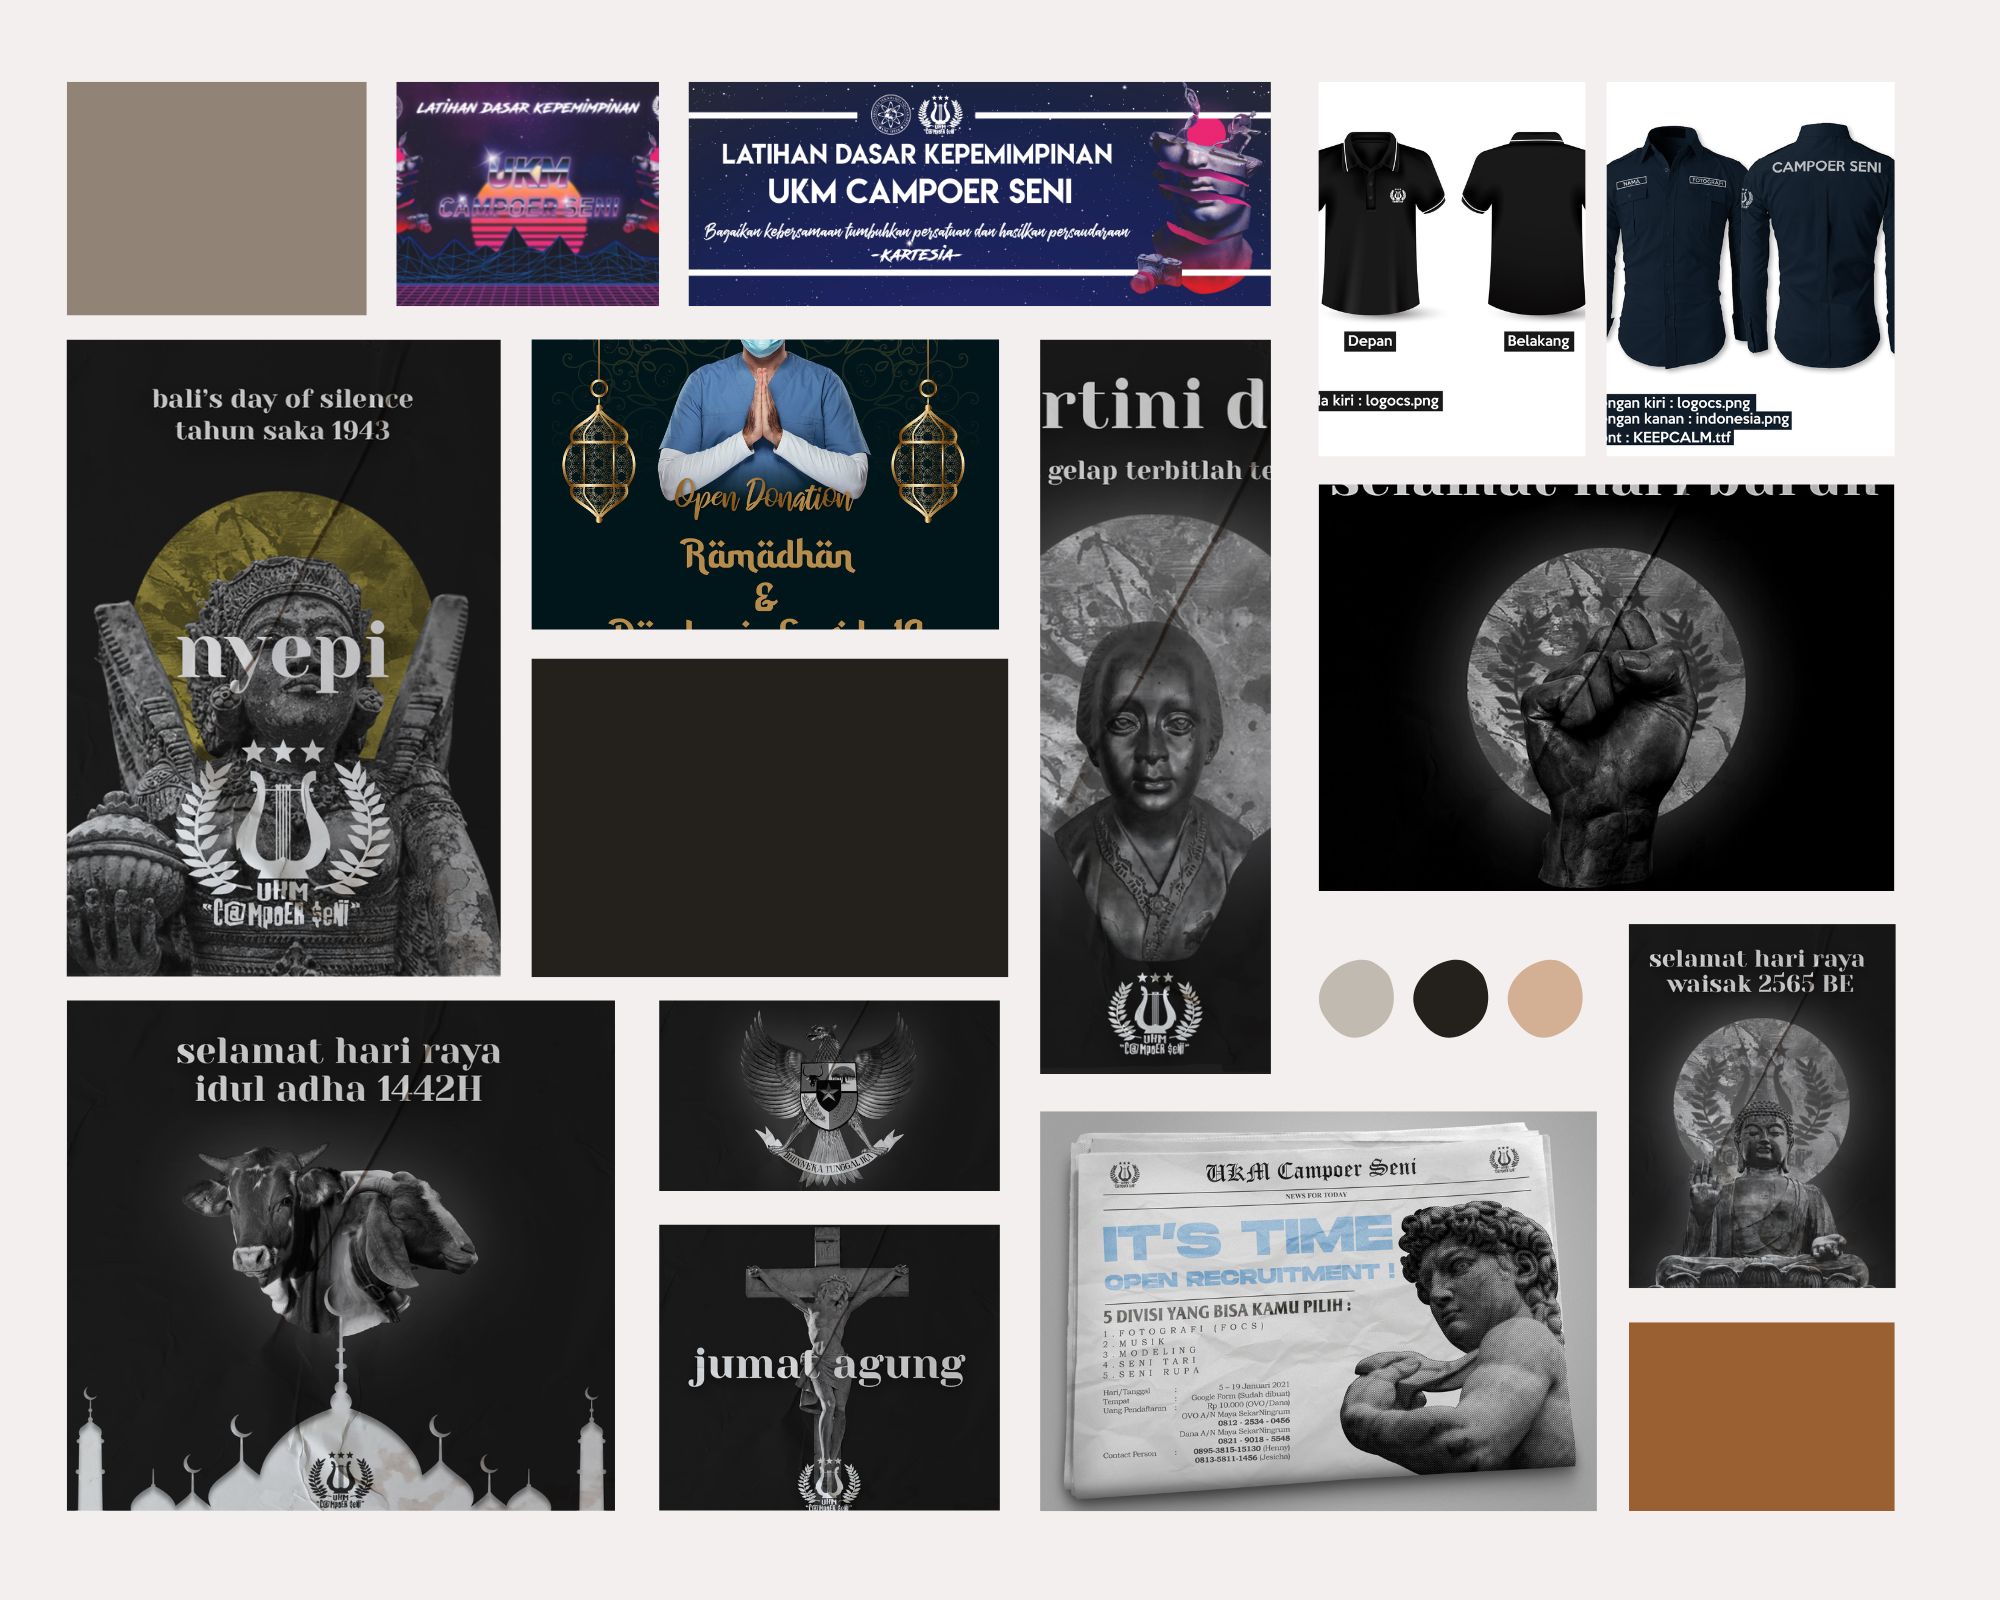 LATIHAN DASAR KEPEMIMPINAN
UKM
CAMPOER SENI
LATIHAN DASAR KEPEMIMPINAN
UKM CAMPOER SENI
Bagaikan kebersamaan tumbuhkan persatuan dan hasilkan persaudaraan
-KARTESIA-
Depan
Belakang
da kiri : logocs.png
NAMA
FOTOGRAFI
CAMPOER SENI
engan kiri : logocs.png
engan kanan : indonesia.png
ont : KEEPCALM.ttf
bali's day of silence
tahun saka 1943
nyepi
UKM
"C@MpoER $eNi"
Open Donation
Rämädhän
&
rtini d
gelap terbitlah te
UKM
"C@MpoER $eNi"
selamat hari buruh
selamat hari raya
waisak 2565 BE
selamat hari raya
idul adha 1442H
UKM
"C@MpoER $eNi"
BHINNEKA TUNGGAL IKA
jumat agung
UKM
"C@MpoER $eNi"
UKM Campoer Seni
NEWS FOR TODAY
IT'S TIME
OPEN RECRUITMENT !
5 DIVISI YANG BISA KAMU PILIH :
1. FOTOGRAFI (FOCS)
2. MUSIK
3. MODELING
4. SENI TARI
5. SENI RUPA
Hari/Tanggal : 5 - 19 Januari 2021
Tempat : Google Form (Sudah dibuat)
Uang Pendaftaran : Rp 10.000 (OVO/Dana)
OVO A/N Maya SekarNingrum
0812 - 2534 - 0456
Dana A/N Maya SekarNingrum
0821 - 9018 - 5548
Contact Person : 0895-3815-15130 (Henny)
0813-5811-1456 (Jesicha)